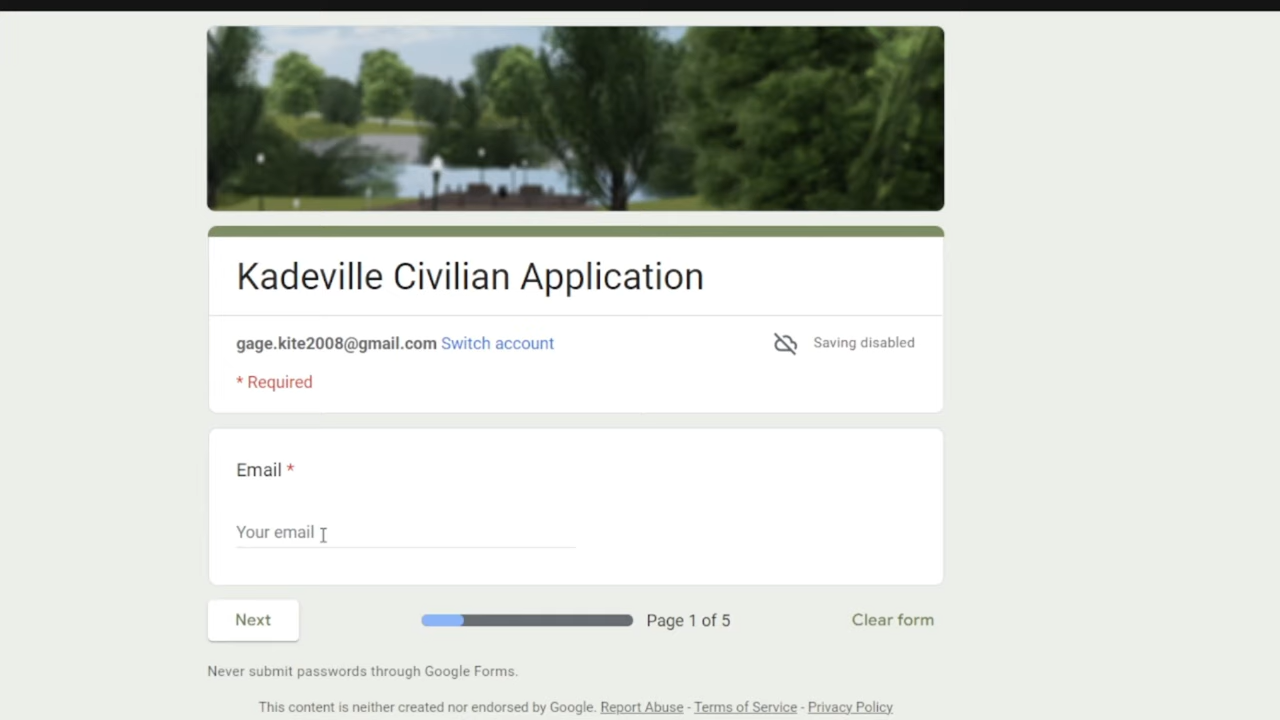 Kadeville Civilian Application
gage.kite2008@gmail.com Switch account
Saving disabled
* Required
Email *
Your email
Next
Page 1 of 5
Clear form
Never submit passwords through Google Forms.
This content is neither created nor endorsed by Google. Report Abuse - Terms of Service - Privacy Policy